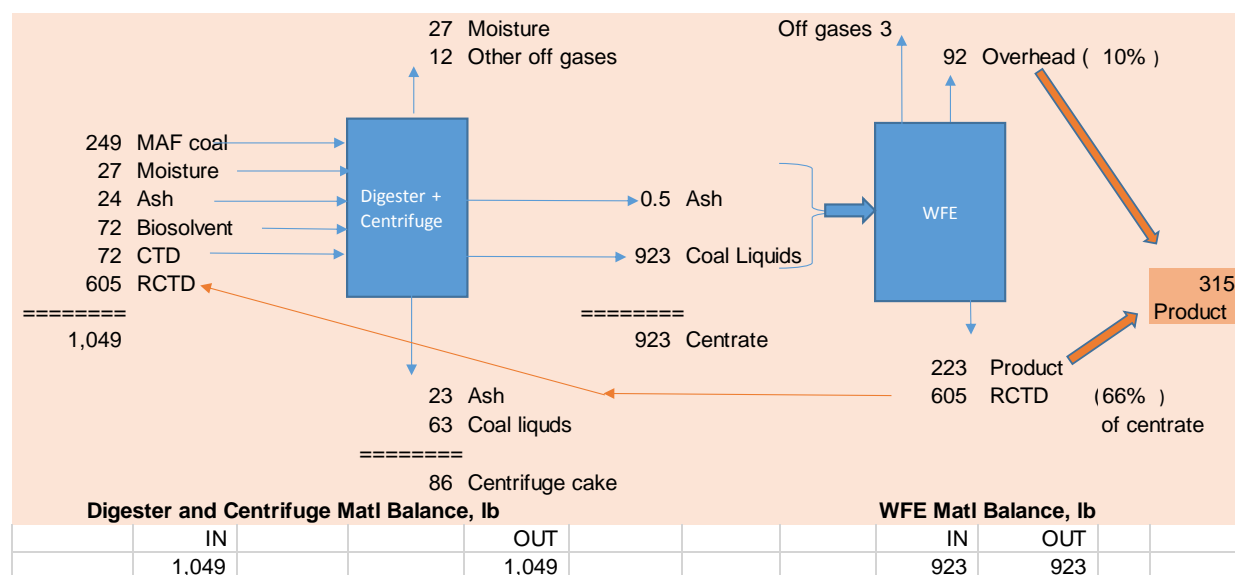 27 Moisture
12 Other off gases
Off gases 3
92 Overhead ( 10% )
249 MAF coal
27 Moisture
24 Ash
72 Biosolvent
72 CTD
605 RCTD
========
1,049
Digester +
Centrifuge
0.5 Ash
923 Coal Liquids
========
923 Centrate
WFE
315
Product
223 Product
605 RCTD (66% )
of centrate
23 Ash
63 Coal liquds
========
86 Centrifuge cake
Digester and Centrifuge Matl Balance, lb
WFE Matl Balance, lb
IN OUT IN OUT
1,049 1,049 923 923